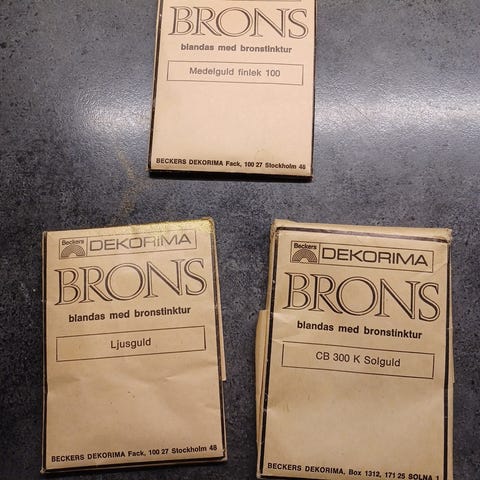 BRONS
blandas med bronstinktur
Medelguld finlek 100
BECKERS DEKORIMA Fack, 100 27 Stockholm 48
Beckers DEKORIMA
BRONS
blandas med bronstinktur
Ljusguld
BECKERS DEKORIMA Fack, 100 27 Stockholm 48
Beckers DEKORIMA
BRONS
blandas med bronstinktur
CB 300 K Solguld
BECKERS DEKORIMA, Box 1312, 171 25 SOLNA 1